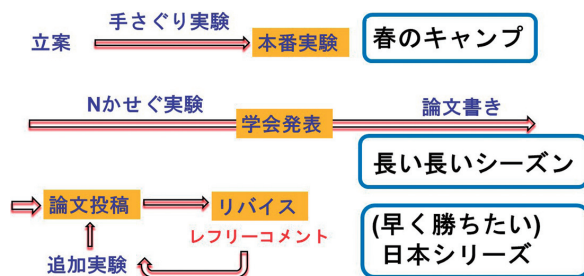 手さぐり実験
立案
本番実験
春のキャンプ
Nかせぐ実験
学会発表
論文書き
長い長いシーズン
論文投稿
リバイス
レフリーコメント
追加実験
(早く勝ちたい)
日本シリーズ